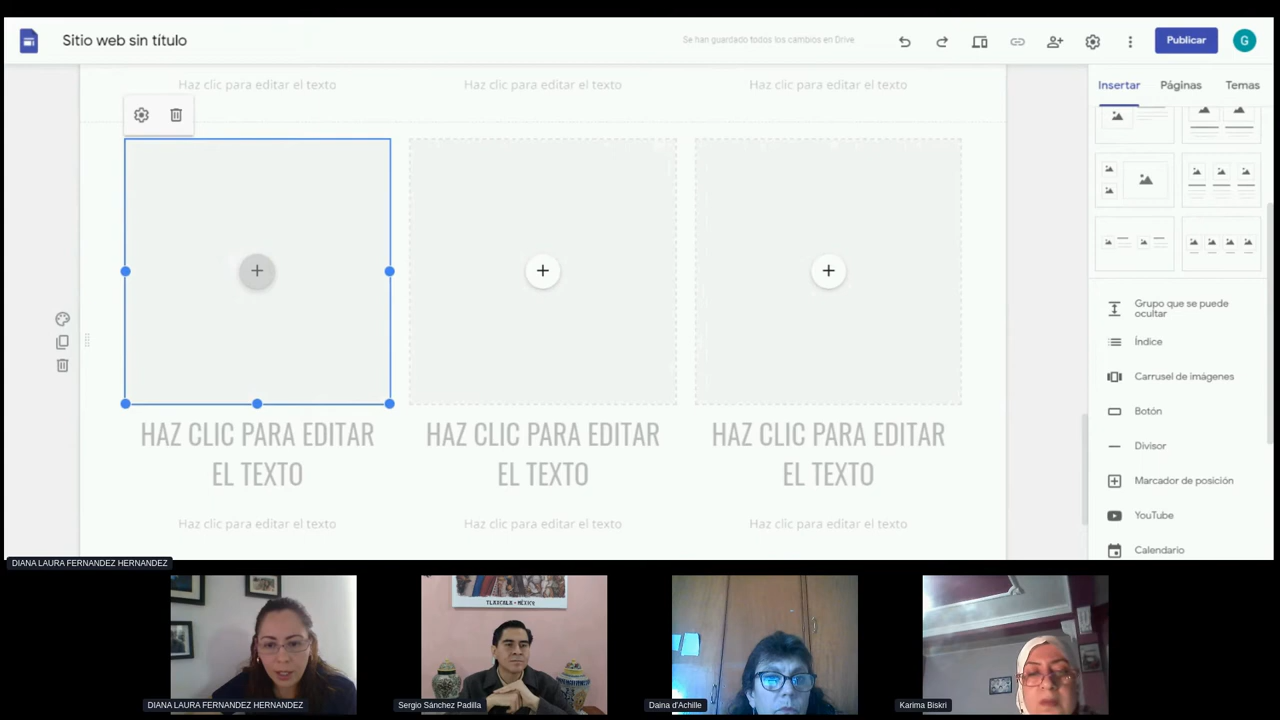 Sitio web sin título
Se han guardado todos los cambios en Drive
Publicar
G
Insertar
Páginas
Temas
Haz clic para editar el texto
Haz clic para editar el texto
Haz clic para editar el texto
HAZ CLIC PARA EDITAR
EL TEXTO
HAZ CLIC PARA EDITAR
EL TEXTO
HAZ CLIC PARA EDITAR
EL TEXTO
Haz clic para editar el texto
Haz clic para editar el texto
Haz clic para editar el texto
Grupo que se puede
ocultar
Índice
Carrusel de imágenes
Botón
Divisor
Marcador de posición
YouTube
Calendario
DIANA LAURA FERNANDEZ HERNANDEZ
TLAXCALA • MÉXICO
DIANA LAURA FERNANDEZ HERNANDEZ
Sergio Sánchez Padilla
Daina d'Achille
Karima Biskri